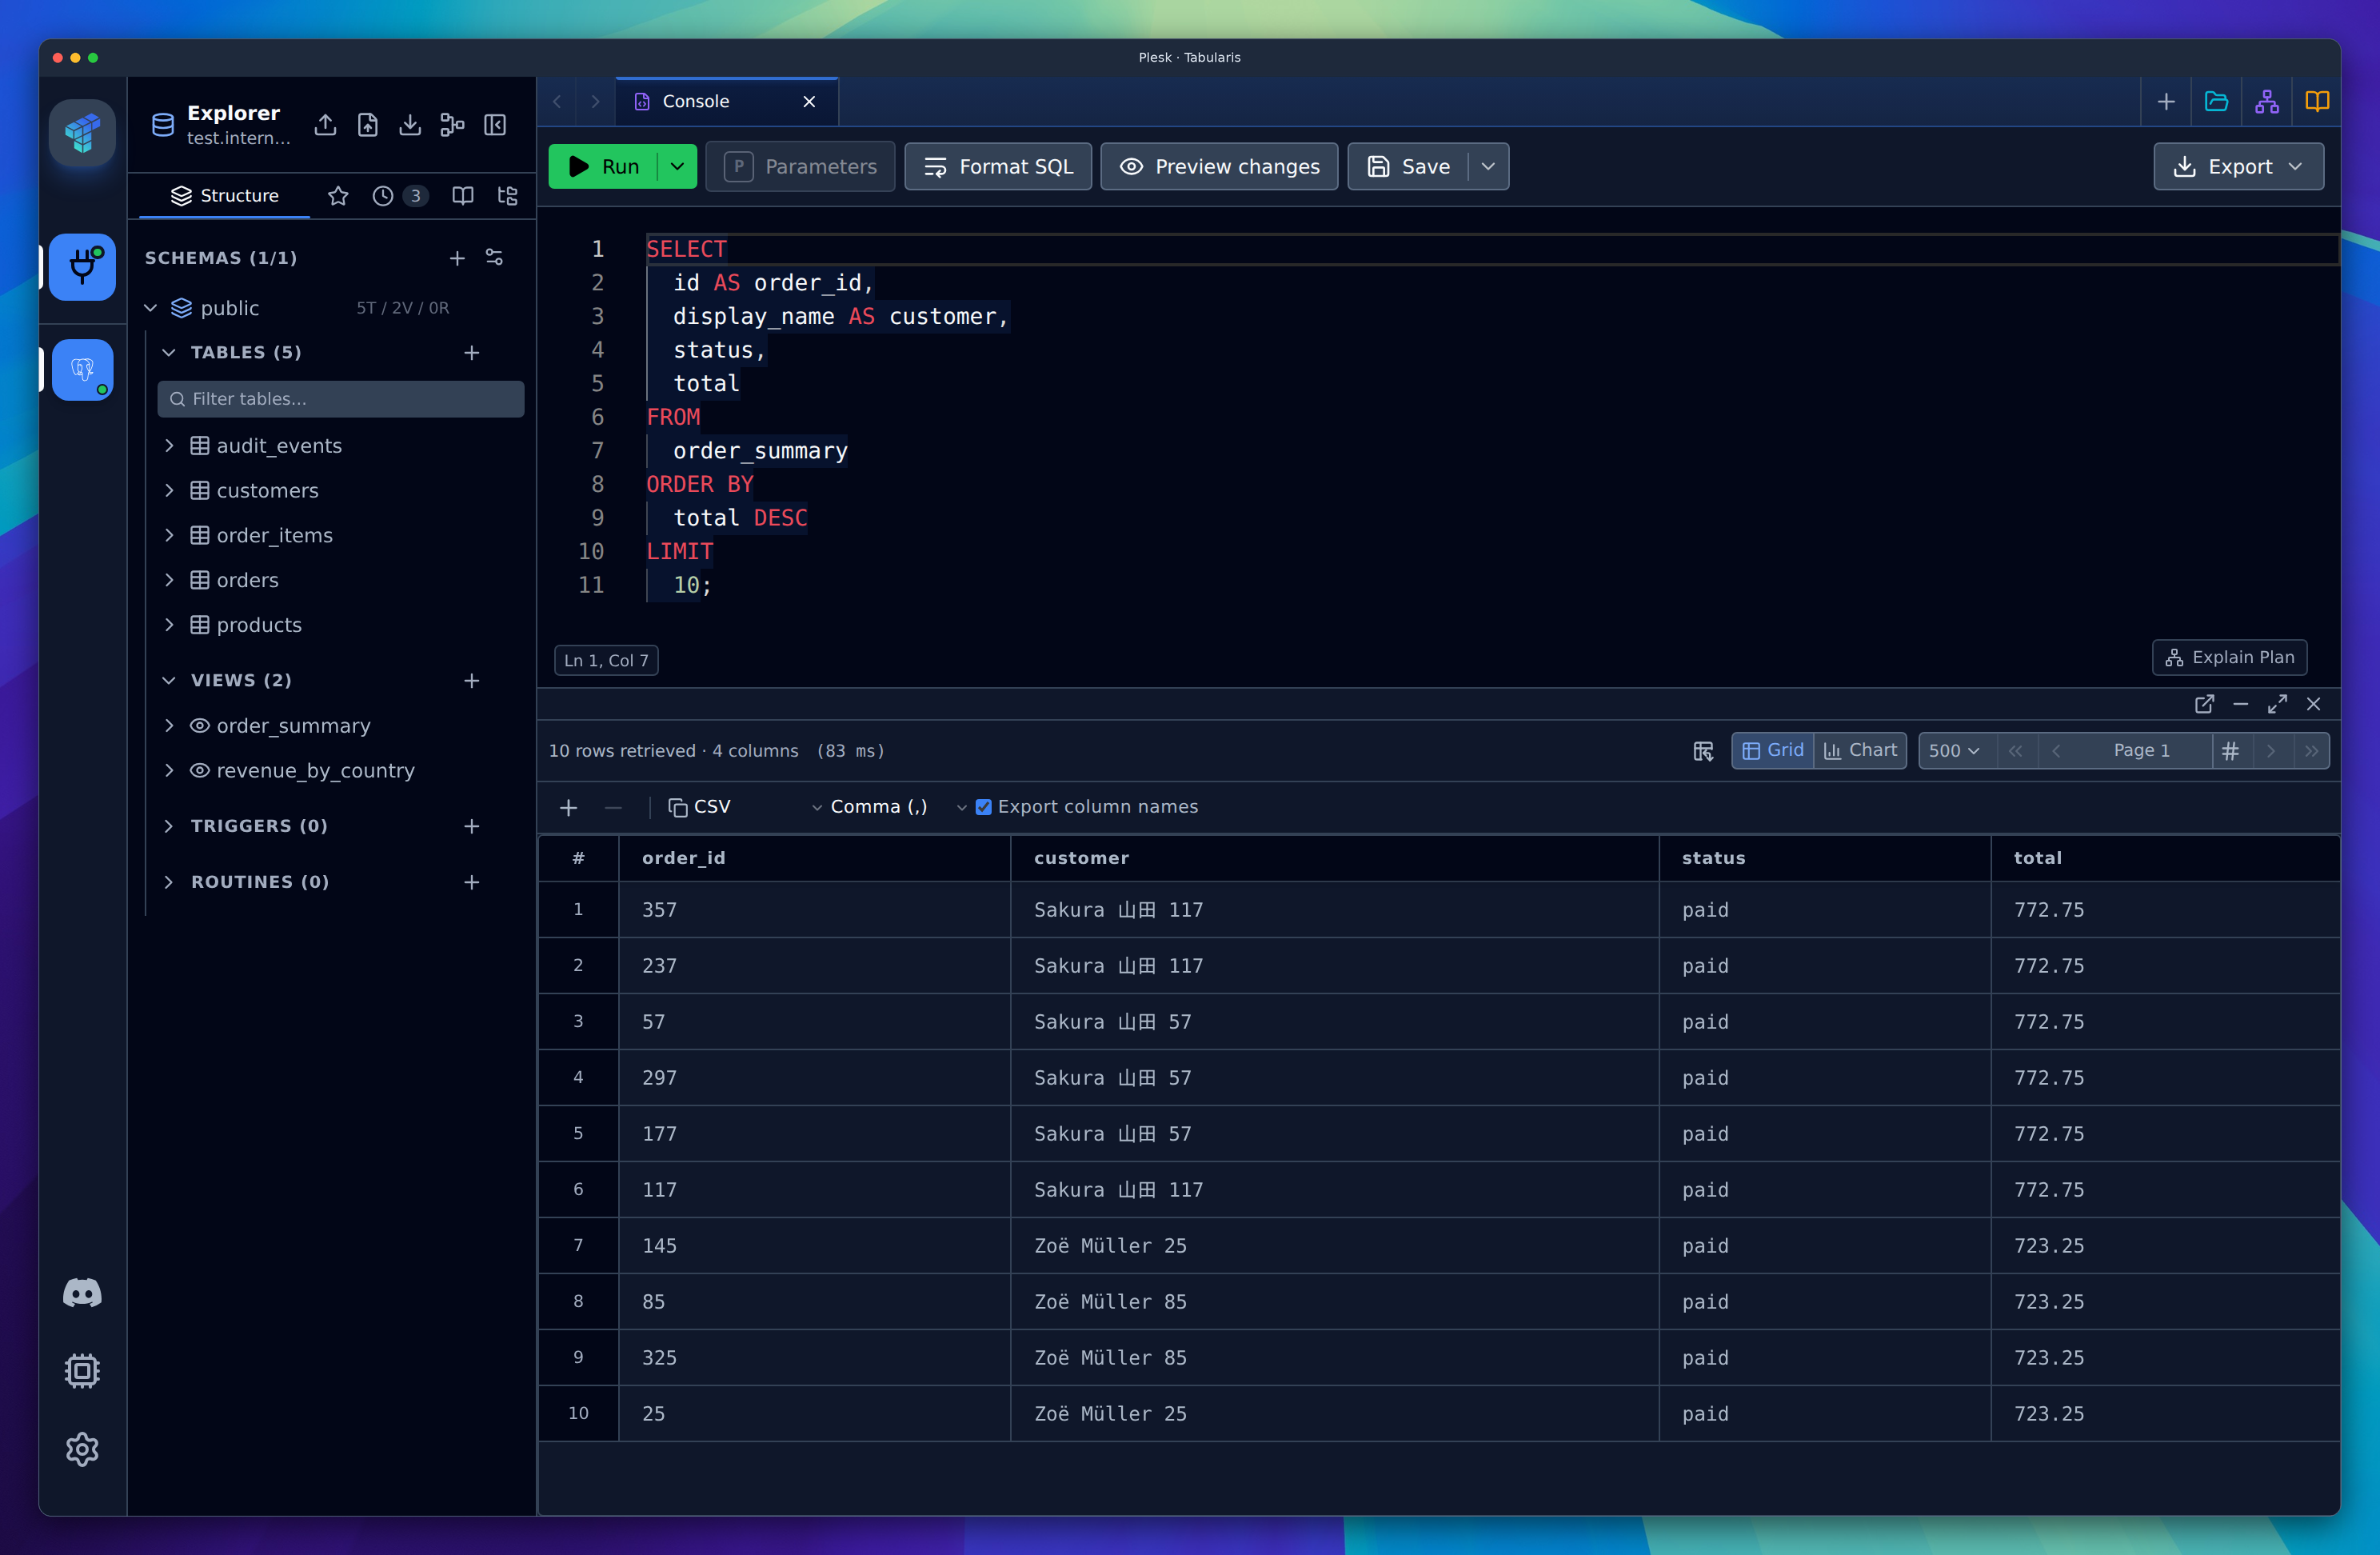 Plesk · Tabularis
Explorer
test.intern...
Structure
3
SCHEMAS (1/1)
public
5T / 2V / 0R
TABLES (5)
Filter tables...
audit_events
customers
order_items
orders
products
VIEWS (2)
order_summary
revenue_by_country
TRIGGERS (0)
ROUTINES (0)
Console
Run
P Parameters
Format SQL
Preview changes
Save
Export
1 SELECT
2 id AS order_id,
3 display_name AS customer,
4 status,
5 total
6 FROM
7 order_summary
8 ORDER BY
9 total DESC
10 LIMIT
11 10;
Ln 1, Col 7
Explain Plan
10 rows retrieved · 4 columns (83 ms)
Grid
Chart
500
Page 1
#
CSV
Comma (,)
Export column names
# order_id customer status total
1 357 Sakura 山田 117 paid 772.75
2 237 Sakura 山田 117 paid 772.75
3 57 Sakura 山田 57 paid 772.75
4 297 Sakura 山田 57 paid 772.75
5 177 Sakura 山田 57 paid 772.75
6 117 Sakura 山田 117 paid 772.75
7 145 Zoë Müller 25 paid 723.25
8 85 Zoë Müller 85 paid 723.25
9 325 Zoë Müller 85 paid 723.25
10 25 Zoë Müller 25 paid 723.25